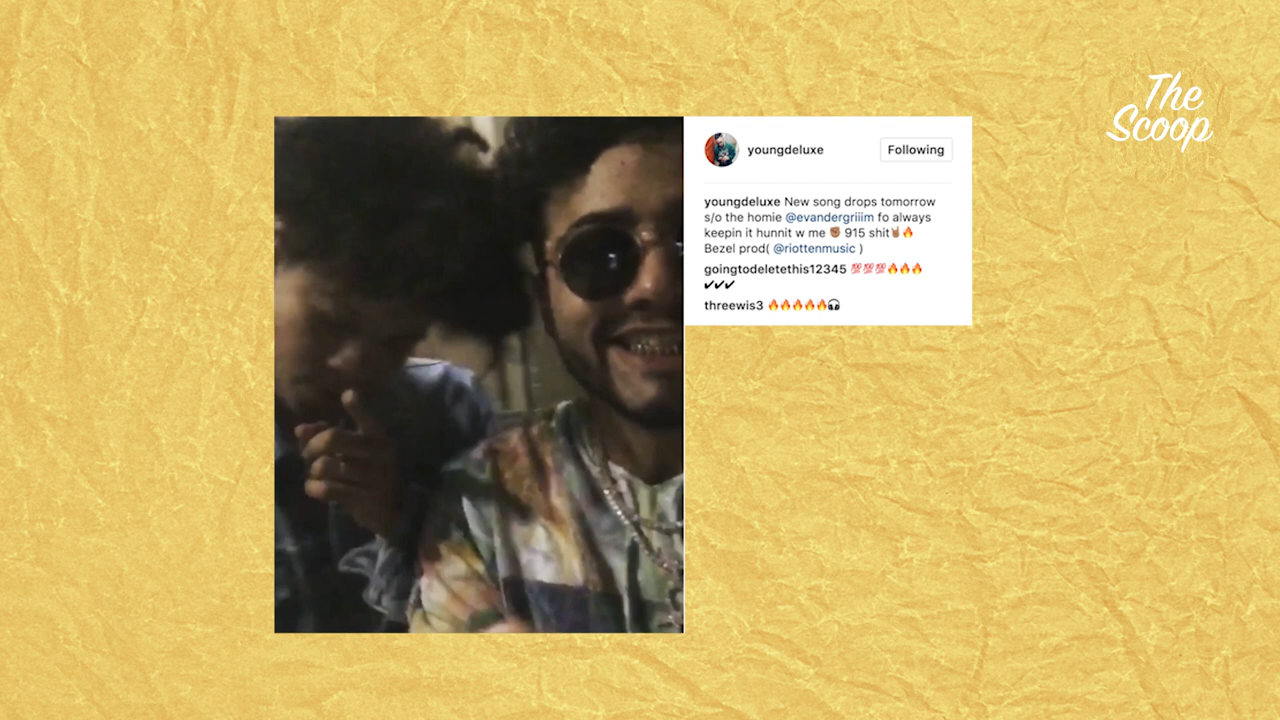 The
Scoop
youngdeluxe Following
youngdeluxe New song drops tomorrow
s/o the homie @evandergriiim fo always
keepin it hunnit w me ✊🏽 915 shit🤘🏽🔥
Bezel prod( @riottenmusic )
goingtodeletethis12345 💯💯💯🔥🔥🔥
✔✔✔
threewis3 🔥🔥🔥🔥🔥🎧